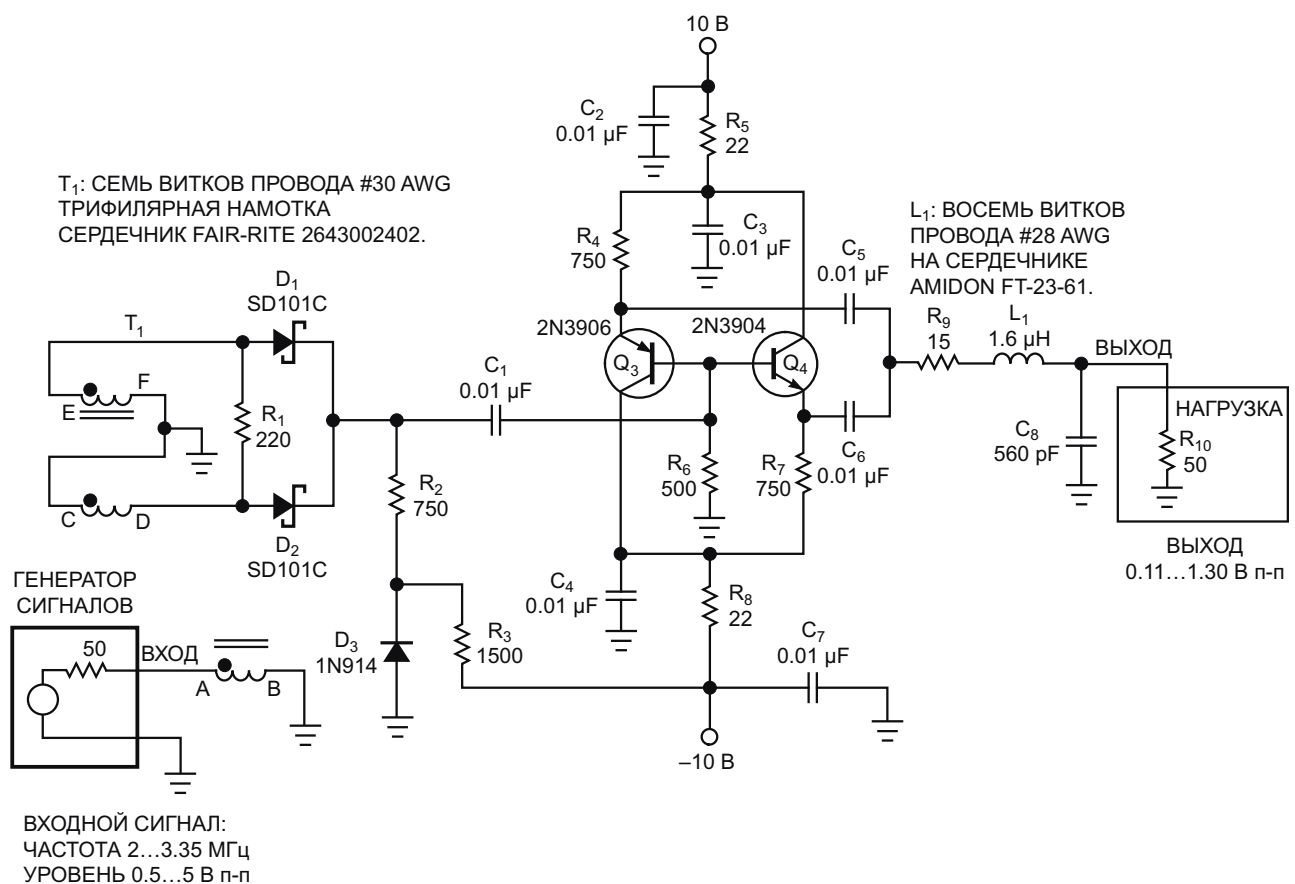 10 В
C2
0.01 µF
R5
22
T1: СЕМЬ ВИТКОВ ПРОВОДА #30 AWG
ТРИФИЛЯРНАЯ НАМОТКА
СЕРДЕЧНИК FAIR-RITE 2643002402.
L1: ВОСЕМЬ ВИТКОВ
ПРОВОДА #28 AWG
НА СЕРДЕЧНИКЕ
AMIDON FT-23-61.
R4
750
C3
0.01 µF
C5
0.01 µF
D1
SD101C
T1
2N3906
2N3904
Q3
Q4
R9
15
L1
1.6 µH
ВЫХОД
E
F
R1
220
C1
0.01 µF
НАГРУЗКА
R10
50
C8
560 pF
R2
750
R6
500
R7
750
C6
0.01 µF
C
D
D2
SD101C
ВЫХОД
0.11...1.30 В п-п
ГЕНЕРАТОР
СИГНАЛОВ
50
ВХОД
A
B
D3
1N914
R3
1500
C4
0.01 µF
R8
22
C7
0.01 µF
–10 В
ВХОДНОЙ СИГНАЛ:
ЧАСТОТА 2...3.35 МГц
УРОВЕНЬ 0.5...5 В п-п